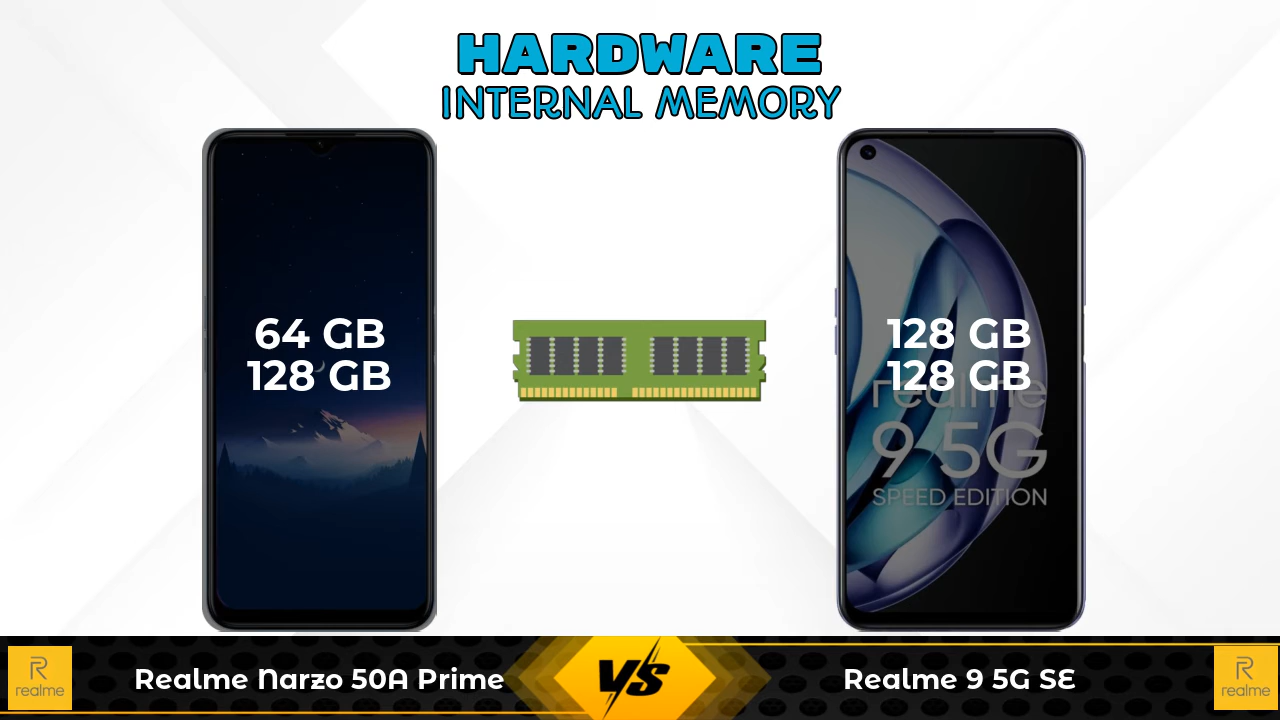 HARDWARE
INTERNAL MEMORY
64 GB
128 GB
128 GB
128 GB
realme
9 5G
SPEED EDITION
R
realme
Realme Narzo 50A Prime
VS
Realme 9 5G SE
R
realme